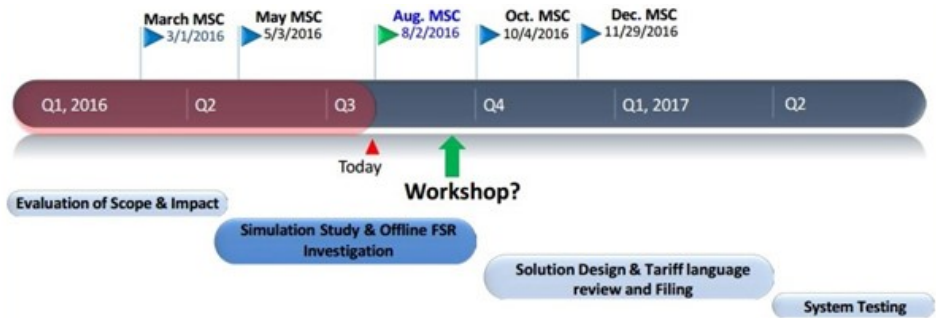 March MSC
3/1/2016
May MSC
5/3/2016
Aug. MSC
8/2/2016
Oct. MSC
10/4/2016
Dec. MSC
11/29/2016
Q1, 2016
Q2
Q3
Q4
Q1, 2017
Q2
Today
Workshop?
Evaluation of Scope & Impact
Simulation Study & Offline FSR
Investigation
Solution Design & Tariff language
review and Filing
System Testing